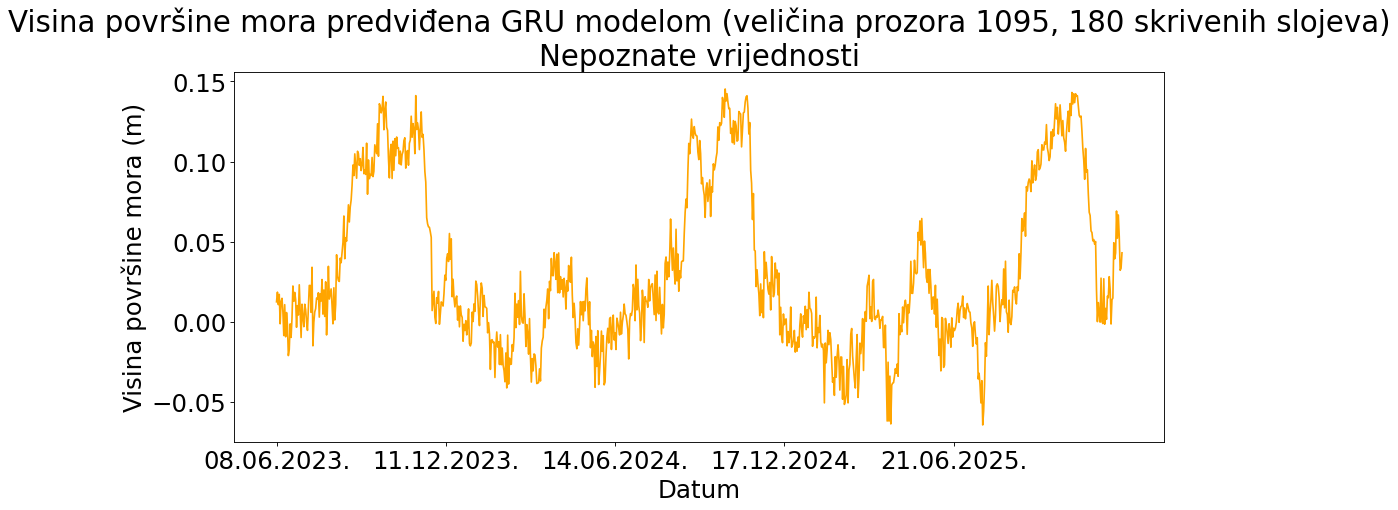 Visina površine mora predviđena GRU modelom (veličina prozora 1095, 180 skrivenih slojeva)
Nepoznate vrijednosti
Visina površine mora (m)
0.15
0.10
0.05
0.00
−0.05
08.06.2023. 11.12.2023. 14.06.2024. 17.12.2024. 21.06.2025.
Datum